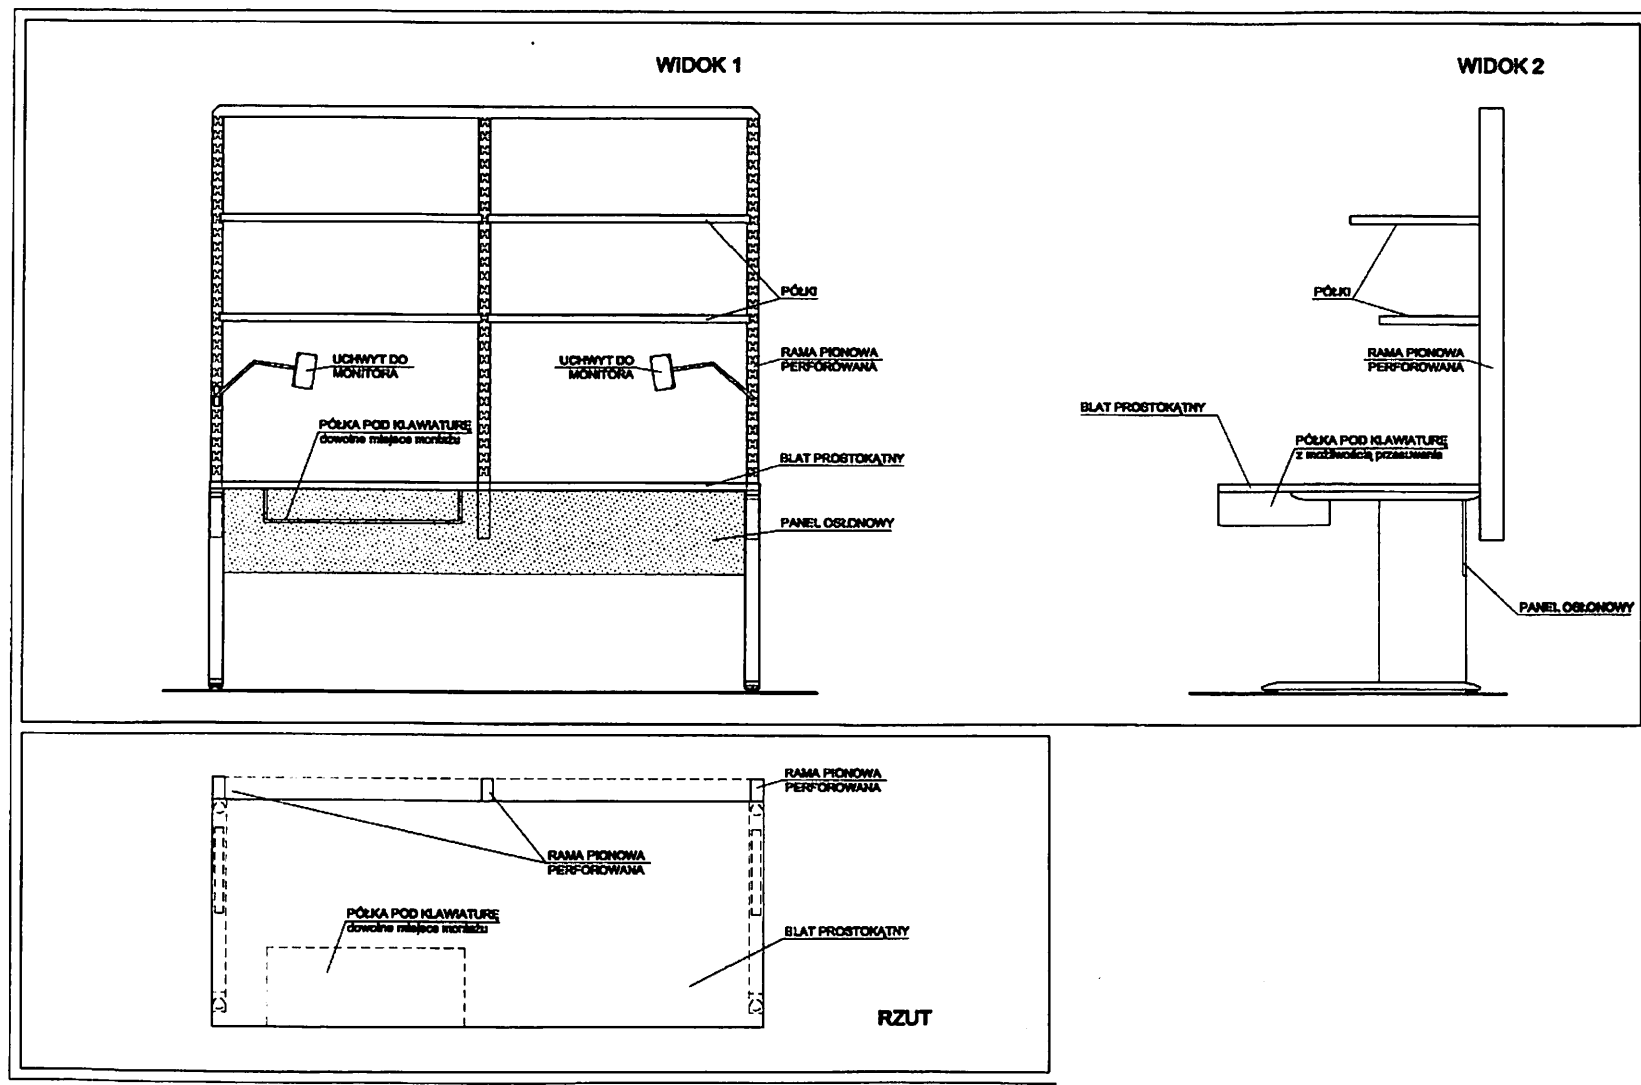 WIDOK 1
WIDOK 2
PÓŁKI
UCHWYT DO
MONITORA
UCHWYT DO
MONITORA
RAMA PIONOWA
PERFOROWANA
PÓŁKA POD KLAWIATURĘ
dowolne miejsce montażu
BLAT PROSTOKĄTNY
PANEL OSŁONOWY
PÓŁKI
RAMA PIONOWA
PERFOROWANA
BLAT PROSTOKĄTNY
PÓŁKA POD KLAWIATURĘ
z możliwością przesuwania
PANEL OSŁONOWY
RAMA PIONOWA
PERFOROWANA
RAMA PIONOWA
PERFOROWANA
PÓŁKA POD KLAWIATURĘ
dowolne miejsce montażu
BLAT PROSTOKĄTNY
RZUT